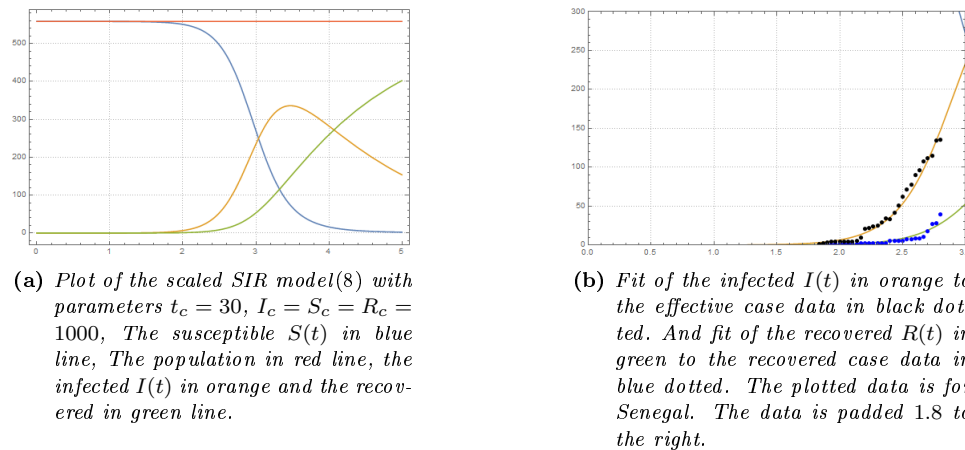 500
400
300
200
100
0
0
1
2
3
4
5
(a) Plot of the scaled SIR model(8) with
parameters t_c = 30, I_c = S_c = R_c =
1000, The susceptible S(t) in blue
line, The population in red line, the
infected I(t) in orange and the recov-
ered in green line.
300
250
200
150
100
50
0
0.0
0.5
1.0
1.5
2.0
2.5
3.
(b) Fit of the infected I(t) in orange to
the effective case data in black dot
ted. And fit of the recovered R(t) in
green to the recovered case data in
blue dotted. The plotted data is for
Senegal. The data is padded 1.8 to
the right.